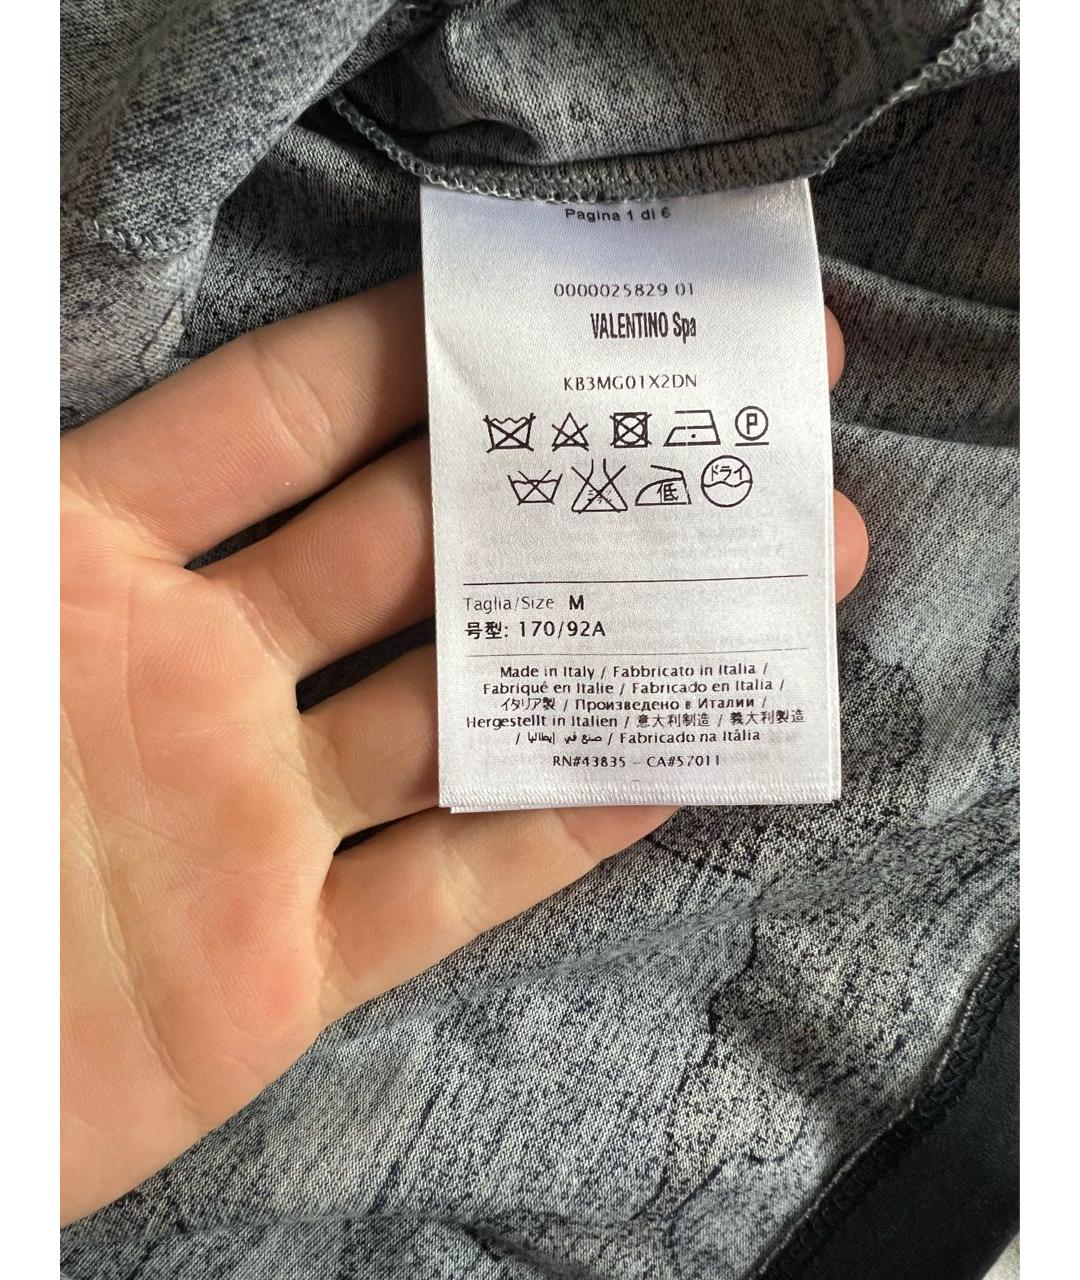 Pagina 1 di 6
0000025829 01
VALENTINO Spa
KB3MG01X2DN
P
ドライ
低
Taglia/Size M
号型: 170/92A
Made in Italy / Fabbricato in Italia /
Fabriqué en Italie / Fabricado en Italia /
イタリア製 / Произведено в Италии /
Hergestellt in Italien / 意大利制造 / 義大利製造
/ صنع في إيطاليا / Fabricado na Itália
RN#43835 - CA#57011